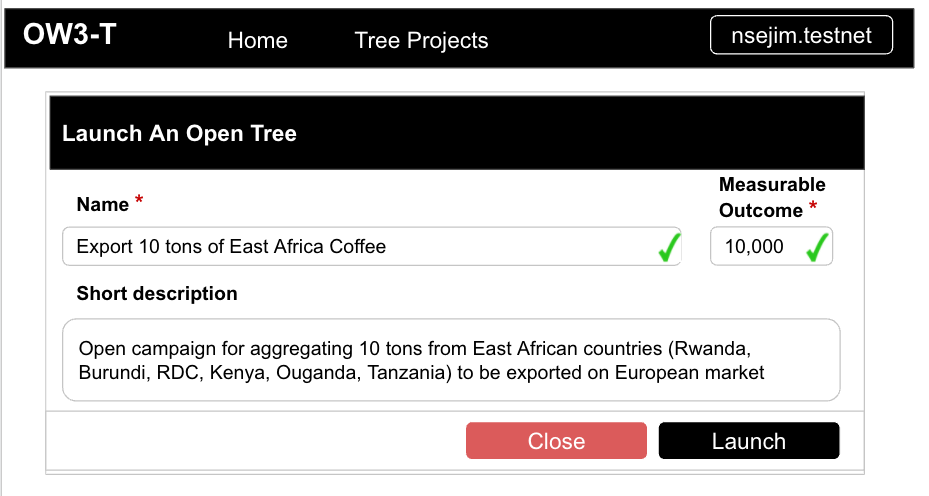 OW3-T
Home
Tree Projects
nsejim.testnet
Launch An Open Tree
Name *
Measurable
Outcome *
Export 10 tons of East Africa Coffee
10,000
Short description
Open campaign for aggregating 10 tons from East African countries (Rwanda,
Burundi, RDC, Kenya, Ouganda, Tanzania) to be exported on European market
Close
Launch